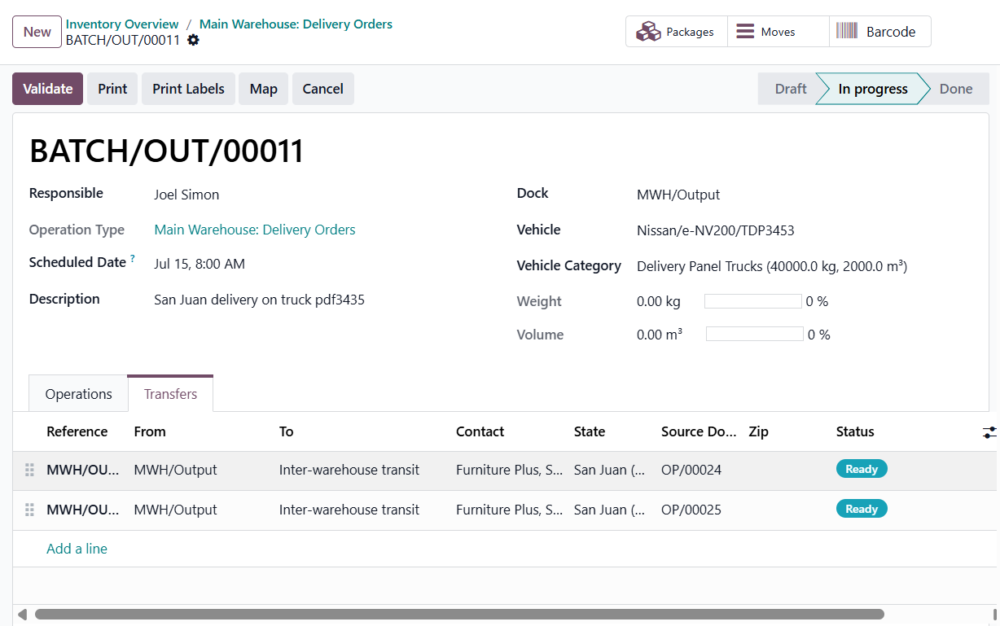 New
Inventory Overview / Main Warehouse: Delivery Orders
BATCH/OUT/00011
Packages
Moves
Barcode
Validate Print Print Labels Map Cancel
Draft In progress Done
BATCH/OUT/00011
Responsible Joel Simon
Dock MWH/Output
Operation Type Main Warehouse: Delivery Orders
Vehicle Nissan/e-NV200/TDP3453
Scheduled Date ? Jul 15, 8:00 AM
Vehicle Category Delivery Panel Trucks (40000.0 kg, 2000.0 m³)
Description San Juan delivery on truck pdf3435
Weight 0.00 kg 0 %
Volume 0.00 m³ 0 %
Operations Transfers
Reference From To Contact State Source Do... Zip Status
MWH/OU... MWH/Output Inter-warehouse transit Furniture Plus, S... San Juan (... OP/00024 Ready
MWH/OU... MWH/Output Inter-warehouse transit Furniture Plus, S... San Juan (... OP/00025 Ready
Add a line